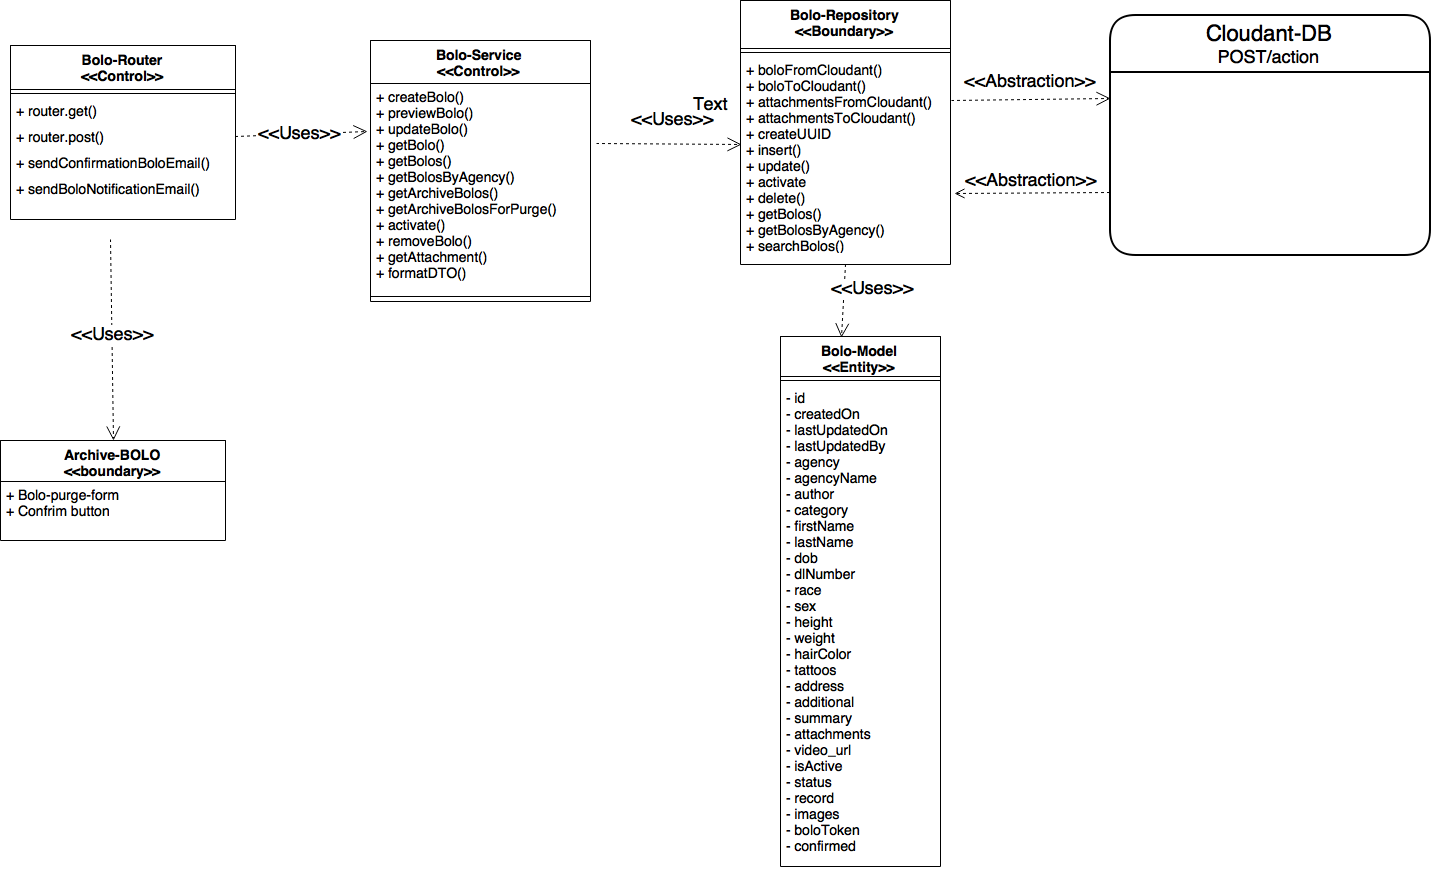 Bolo-Router
<<Control>>
+ router.get()
+ router.post()
+ sendConfirmationBoloEmail()
+ sendBoloNotificationEmail()
<<Uses>>
Bolo-Service
<<Control>>
+ createBolo()
+ previewBolo()
+ updateBolo()
+ getBolo()
+ getBolos()
+ getBolosByAgency()
+ getArchiveBolos()
+ getArchiveBolosForPurge()
+ activate()
+ removeBolo()
+ getAttachment()
+ formatDTO()
Text
<<Uses>>
Bolo-Repository
<<Boundary>>
+ boloFromCloudant()
+ boloToCloudant()
+ attachmentsFromCloudant()
+ attachmentsToCloudant()
+ createUUID
+ insert()
+ update()
+ activate
+ delete()
+ getBolos()
+ getBolosByAgency()
+ searchBolos()
<<Abstraction>>
<<Abstraction>>
Cloudant-DB
POST/action
<<Uses>>
<<Uses>>
Archive-BOLO
<<boundary>>
+ Bolo-purge-form
+ Confrim button
Bolo-Model
<<Entity>>
- id
- createdOn
- lastUpdatedOn
- lastUpdatedBy
- agency
- agencyName
- author
- category
- firstName
- lastName
- dob
- dlNumber
- race
- sex
- height
- weight
- hairColor
- tattoos
- address
- additional
- summary
- attachments
- video_url
- isActive
- status
- record
- images
- boloToken
- confirmed